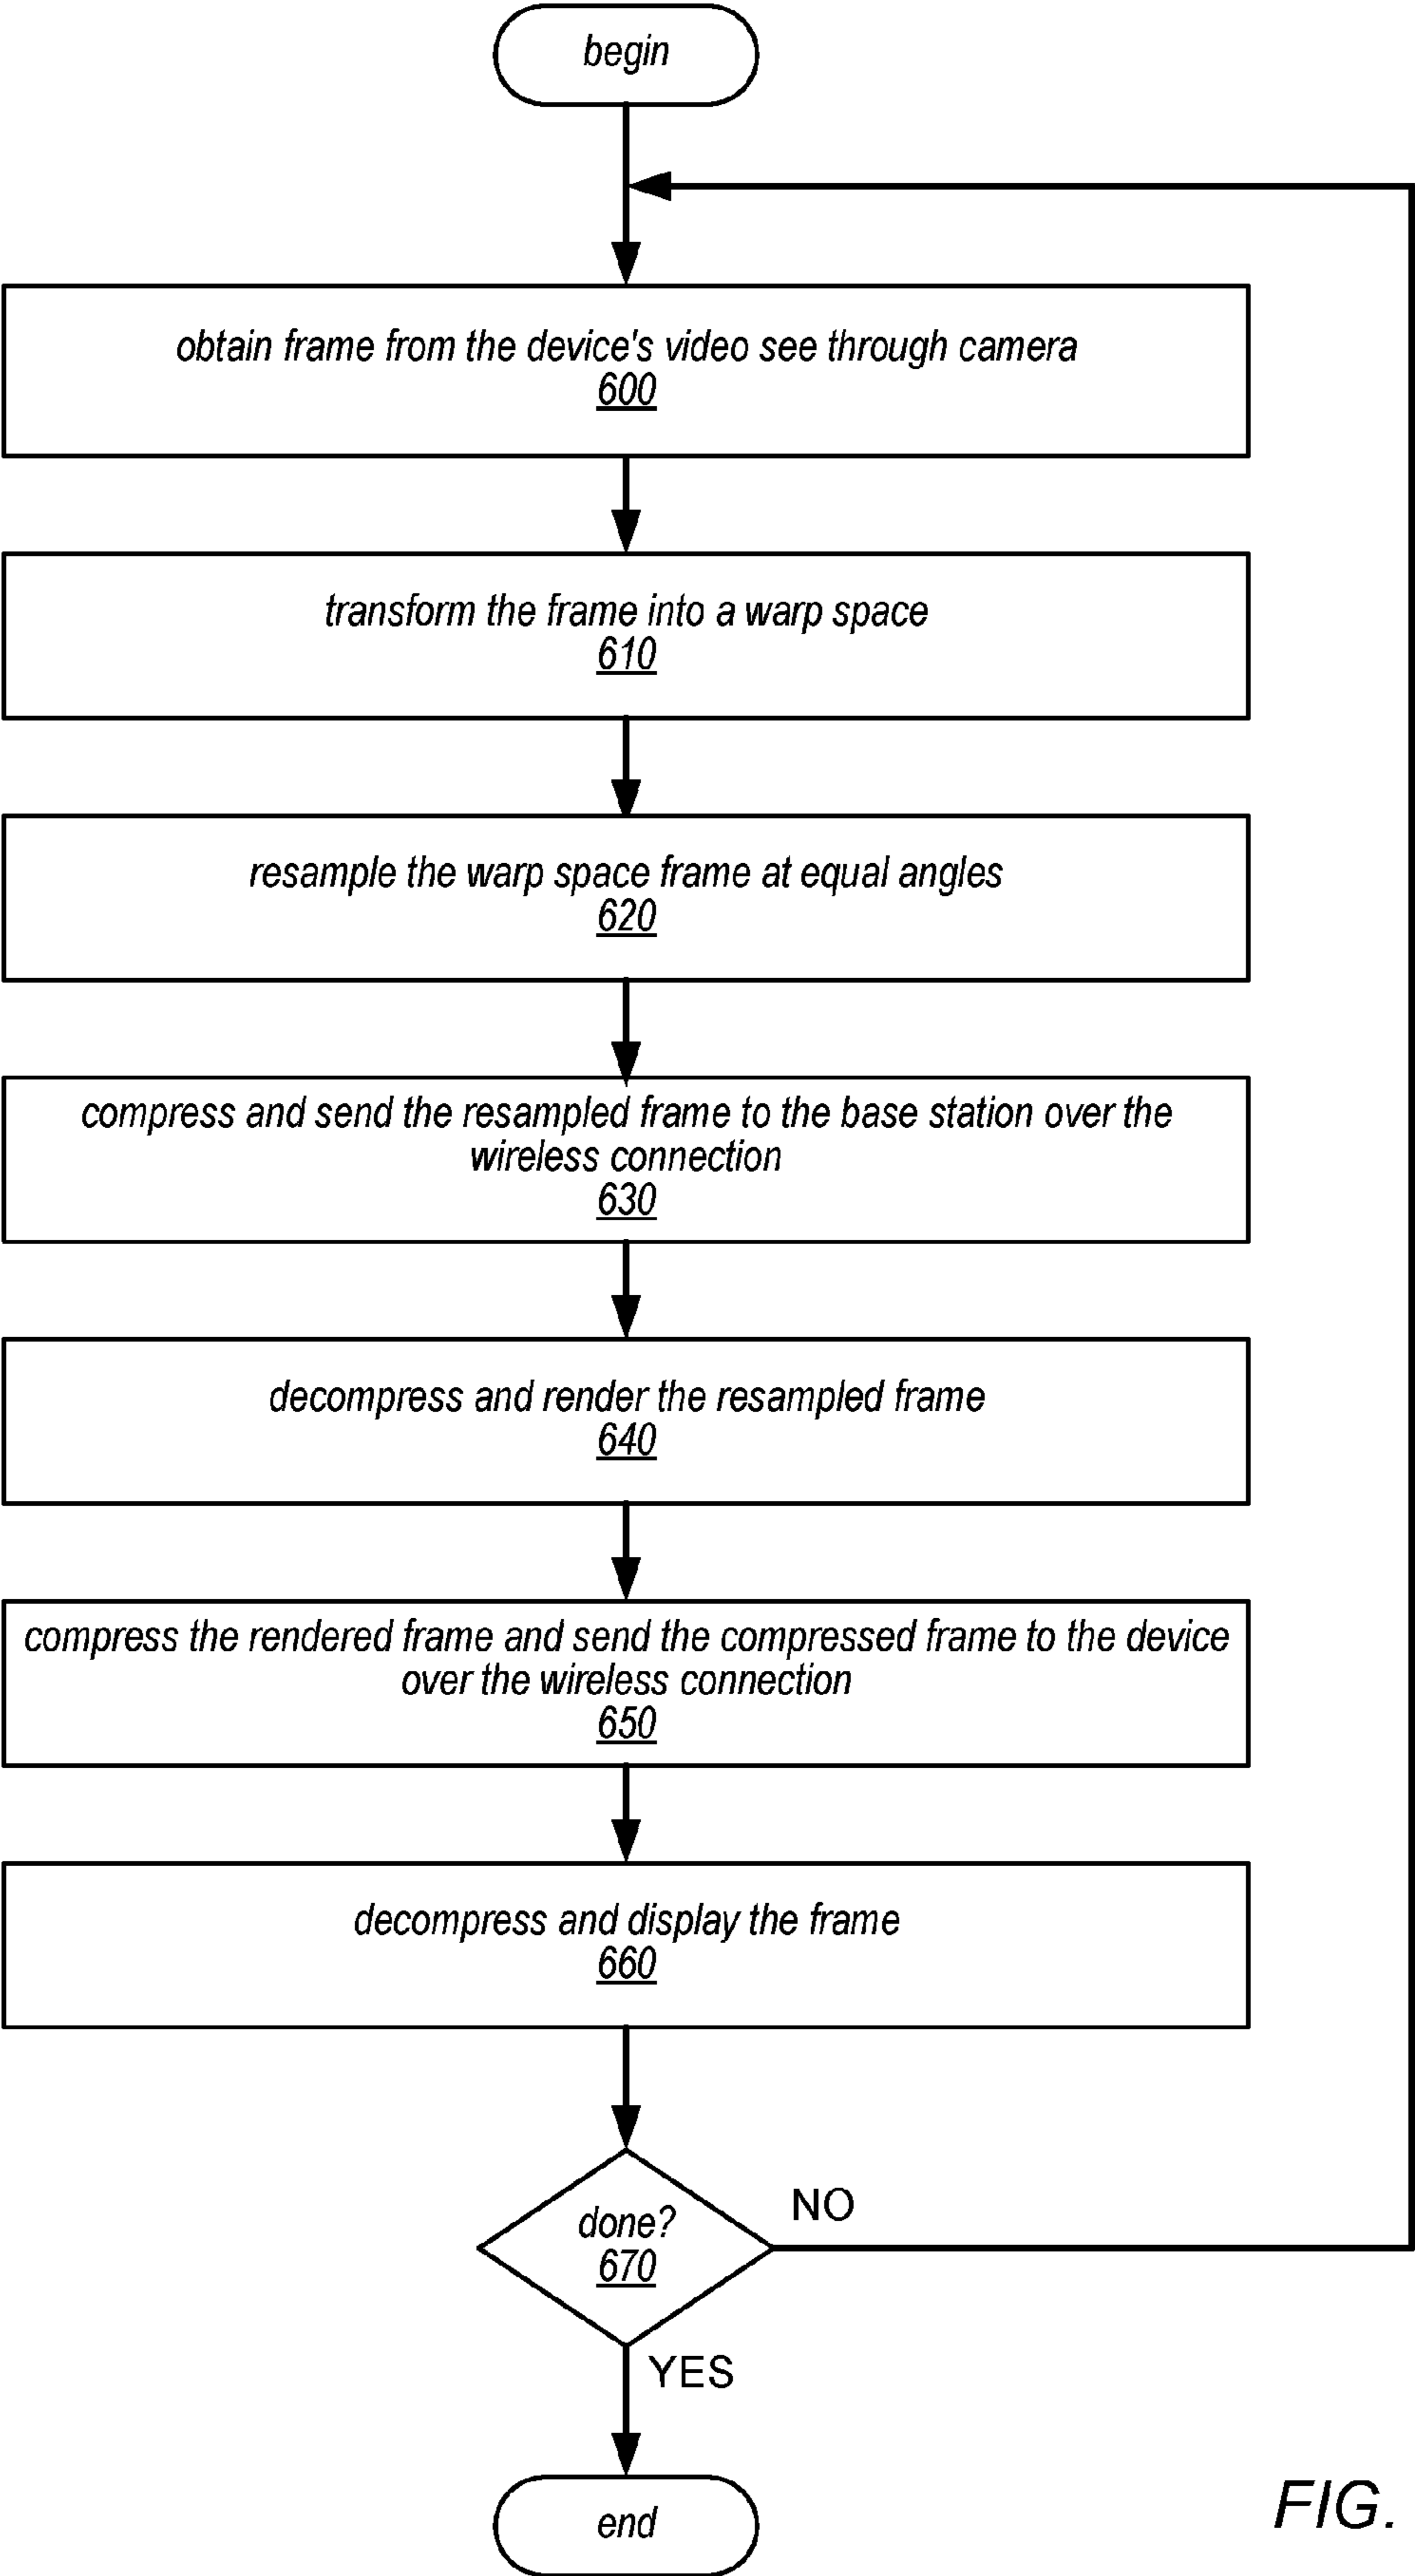 begin
obtain frame from the device's video see through camera
600
transform the frame into a warp space
610
resample the warp space frame at equal angles
620
compress and send the resampled frame to the base station over the
wireless connection
630
decompress and render the resampled frame
640
compress the rendered frame and send the compressed frame to the device
over the wireless connection
650
decompress and display the frame
660
done?
670
NO
YES
end
FIG.